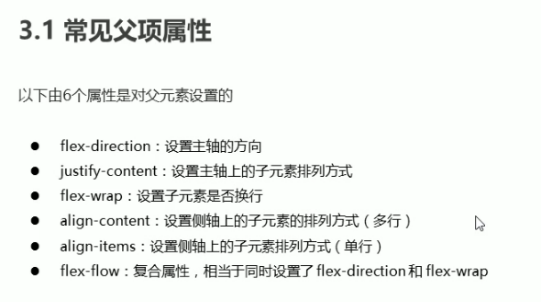 3.1 常见父项属性
以下由6个属性是对父元素设置的
● flex-direction：设置主轴的方向
● justify-content：设置主轴上的子元素排列方式
● flex-wrap：设置子元素是否换行
● align-content：设置侧轴上的子元素的排列方式（多行）
● align-items：设置侧轴上的子元素排列方式（单行）
● flex-flow：复合属性，相当于同时设置了 flex-direction 和 flex-wrap